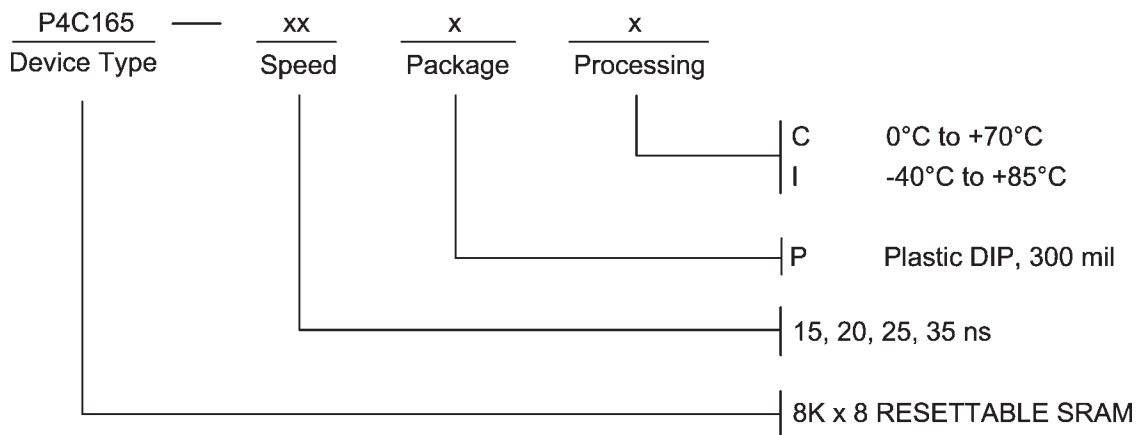 P4C165 — xx x x
Device Type Speed Package Processing
C 0°C to +70°C
I -40°C to +85°C
P Plastic DIP, 300 mil
15, 20, 25, 35 ns
8K x 8 RESETTABLE SRAM